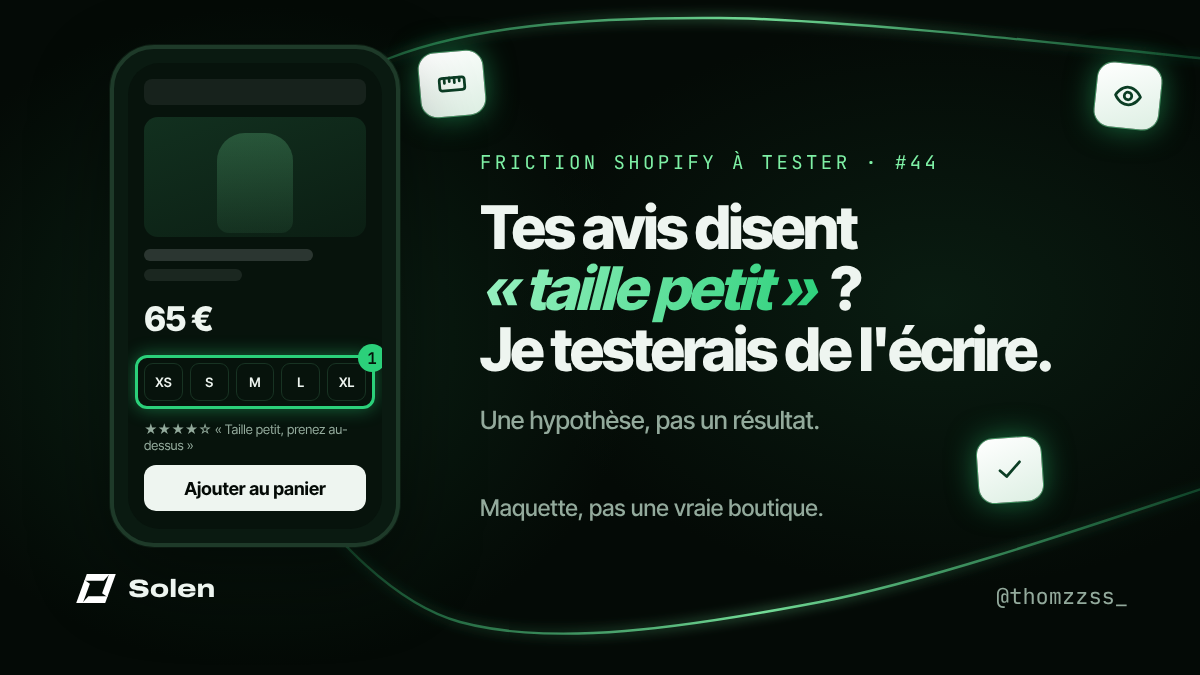 FRICTION SHOPIFY À TESTER · #44
Tes avis disent
« taille petit » ?
Je testerais de l'écrire.
Une hypothèse, pas un résultat.
Maquette, pas une vraie boutique.
65 €
1
XS S M L XL
★★★★☆ « Taille petit, prenez au-
dessus »
Ajouter au panier
Solen
@thomzzss_